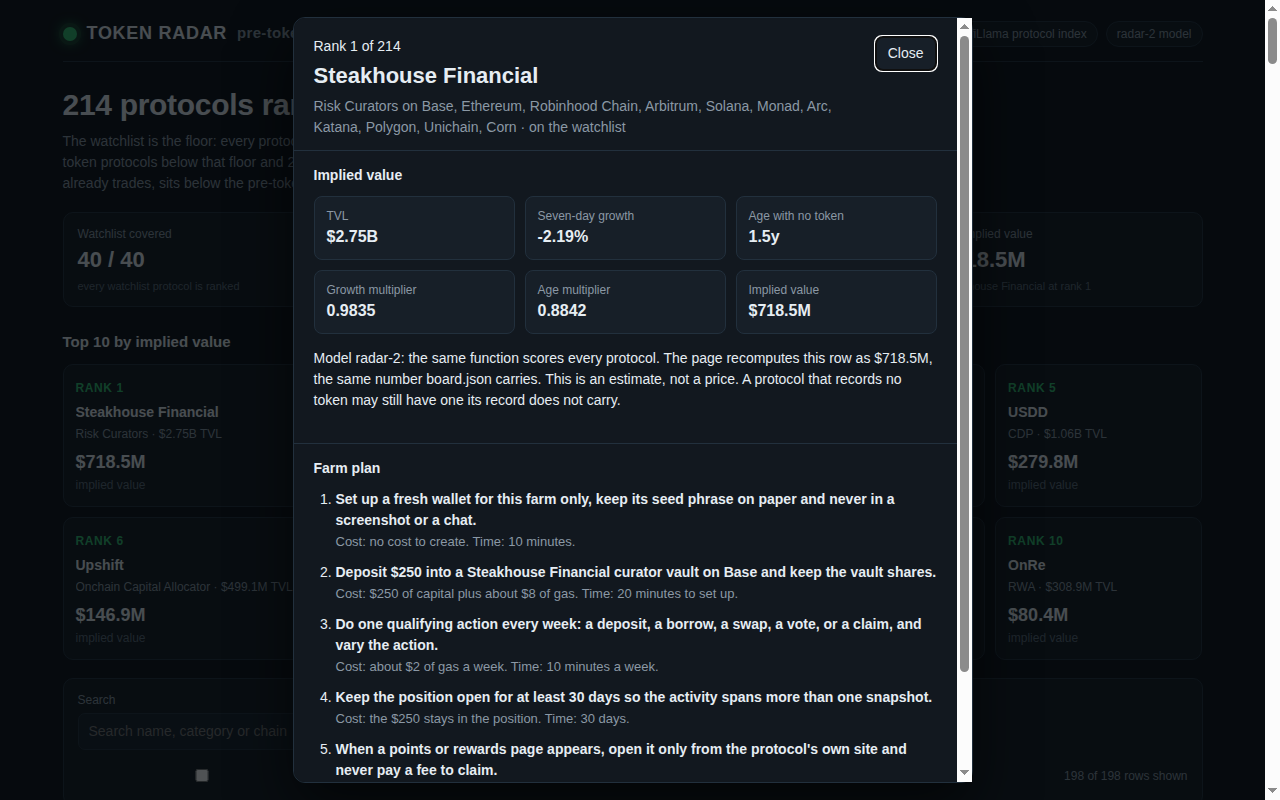 TOKEN RADAR pre-toke
iLlama protocol index
radar-2 model
214 protocols ra
The watchlist is the floor: every proto
token protocols below that floor and 2
already trades, sits below the pre-tok
Watchlist covered
40 / 40
every watchlist protocol is ranked
plied value
8.5M
ouse Financial at rank 1
Top 10 by implied value
RANK 1
Steakhouse Financial
Risk Curators · $2.75B TVL
$718.5M
implied value
RANK 5
USDD
CDP · $1.06B TVL
$279.8M
implied value
RANK 6
Upshift
Onchain Capital Allocator · $499.1M TVL
$146.9M
implied value
RANK 10
OnRe
RWA · $308.9M TVL
$80.4M
implied value
Search
Search name, category or chain
198 of 198 rows shown
Rank 1 of 214
Close
Steakhouse Financial
Risk Curators on Base, Ethereum, Robinhood Chain, Arbitrum, Solana, Monad, Arc,
Katana, Polygon, Unichain, Corn · on the watchlist
Implied value
TVL
$2.75B
Seven-day growth
-2.19%
Age with no token
1.5y
Growth multiplier
0.9835
Age multiplier
0.8842
Implied value
$718.5M
Model radar-2: the same function scores every protocol. The page recomputes this row as $718.5M,
the same number board.json carries. This is an estimate, not a price. A protocol that records no
token may still have one its record does not carry.
Farm plan
1. Set up a fresh wallet for this farm only, keep its seed phrase on paper and never in a
screenshot or a chat.
Cost: no cost to create. Time: 10 minutes.
2. Deposit $250 into a Steakhouse Financial curator vault on Base and keep the vault shares.
Cost: $250 of capital plus about $8 of gas. Time: 20 minutes to set up.
3. Do one qualifying action every week: a deposit, a borrow, a swap, a vote, or a claim, and
vary the action.
Cost: about $2 of gas a week. Time: 10 minutes a week.
4. Keep the position open for at least 30 days so the activity spans more than one snapshot.
Cost: the $250 stays in the position. Time: 30 days.
5. When a points or rewards page appears, open it only from the protocol's own site and
never pay a fee to claim.